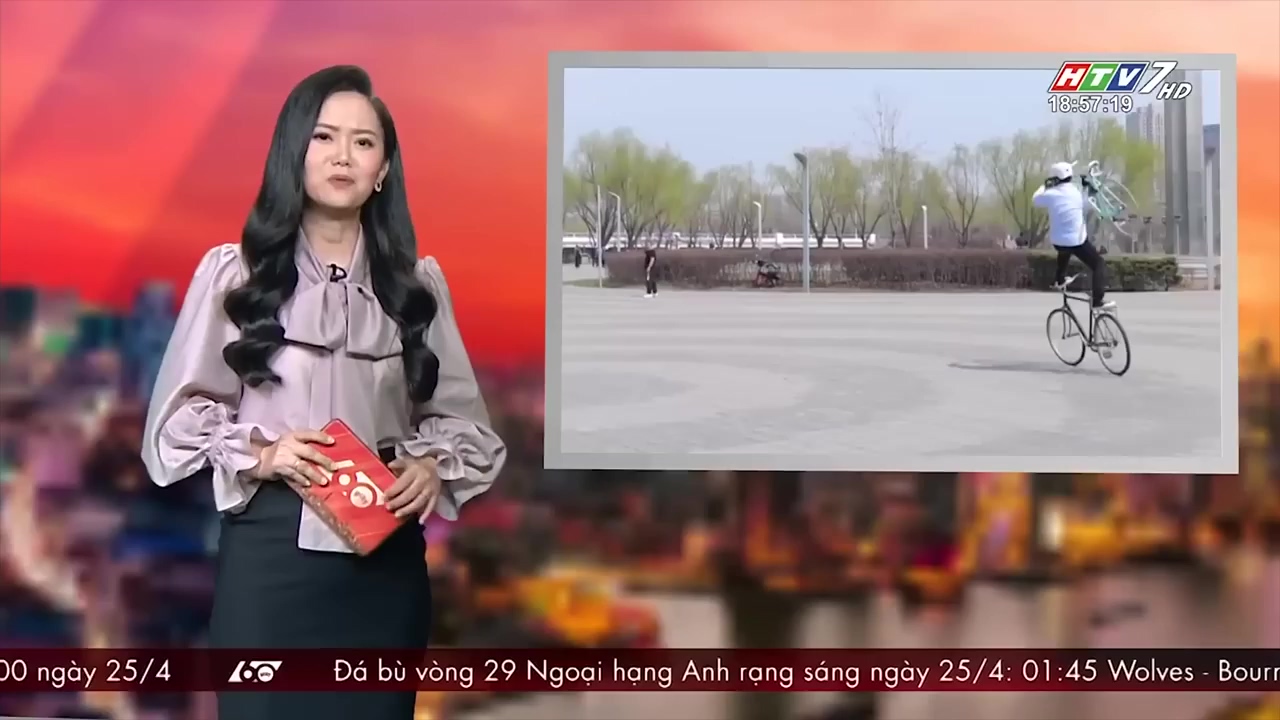 HTV7
HD
18:57:19
00 ngày 25/4 60 Đá bù vòng 29 Ngoại hạng Anh rạng sáng ngày 25/4: 01:45 Wolves - Bourn